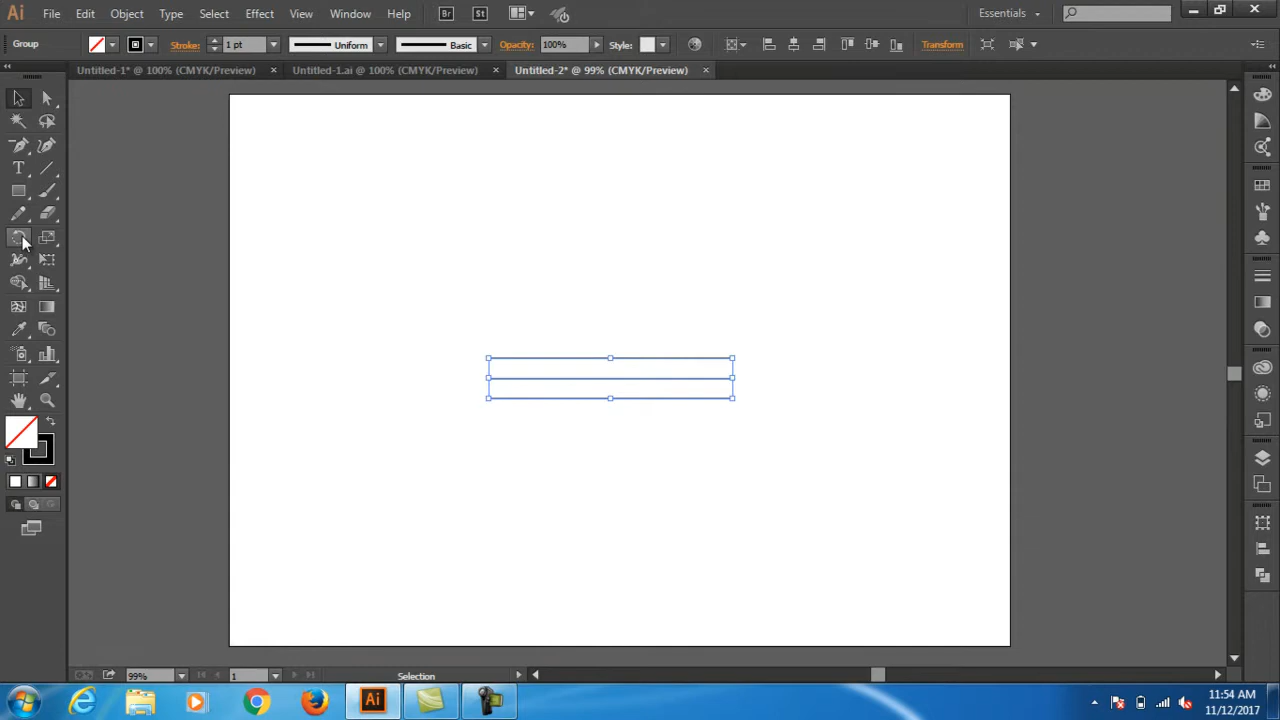 Ai File Edit Object Type Select Effect View Window Help Br St Essentials
Group Stroke: 1 pt Uniform Basic Opacity: 100% Style: Transform
Untitled-1* @ 100% (CMYK/Preview) × Untitled-1.ai @ 100% (CMYK/Preview) × Untitled-2* @ 99% (CMYK/Preview) ×
T
99% 1 Selection
Ai
11:54 AM
11/12/2017